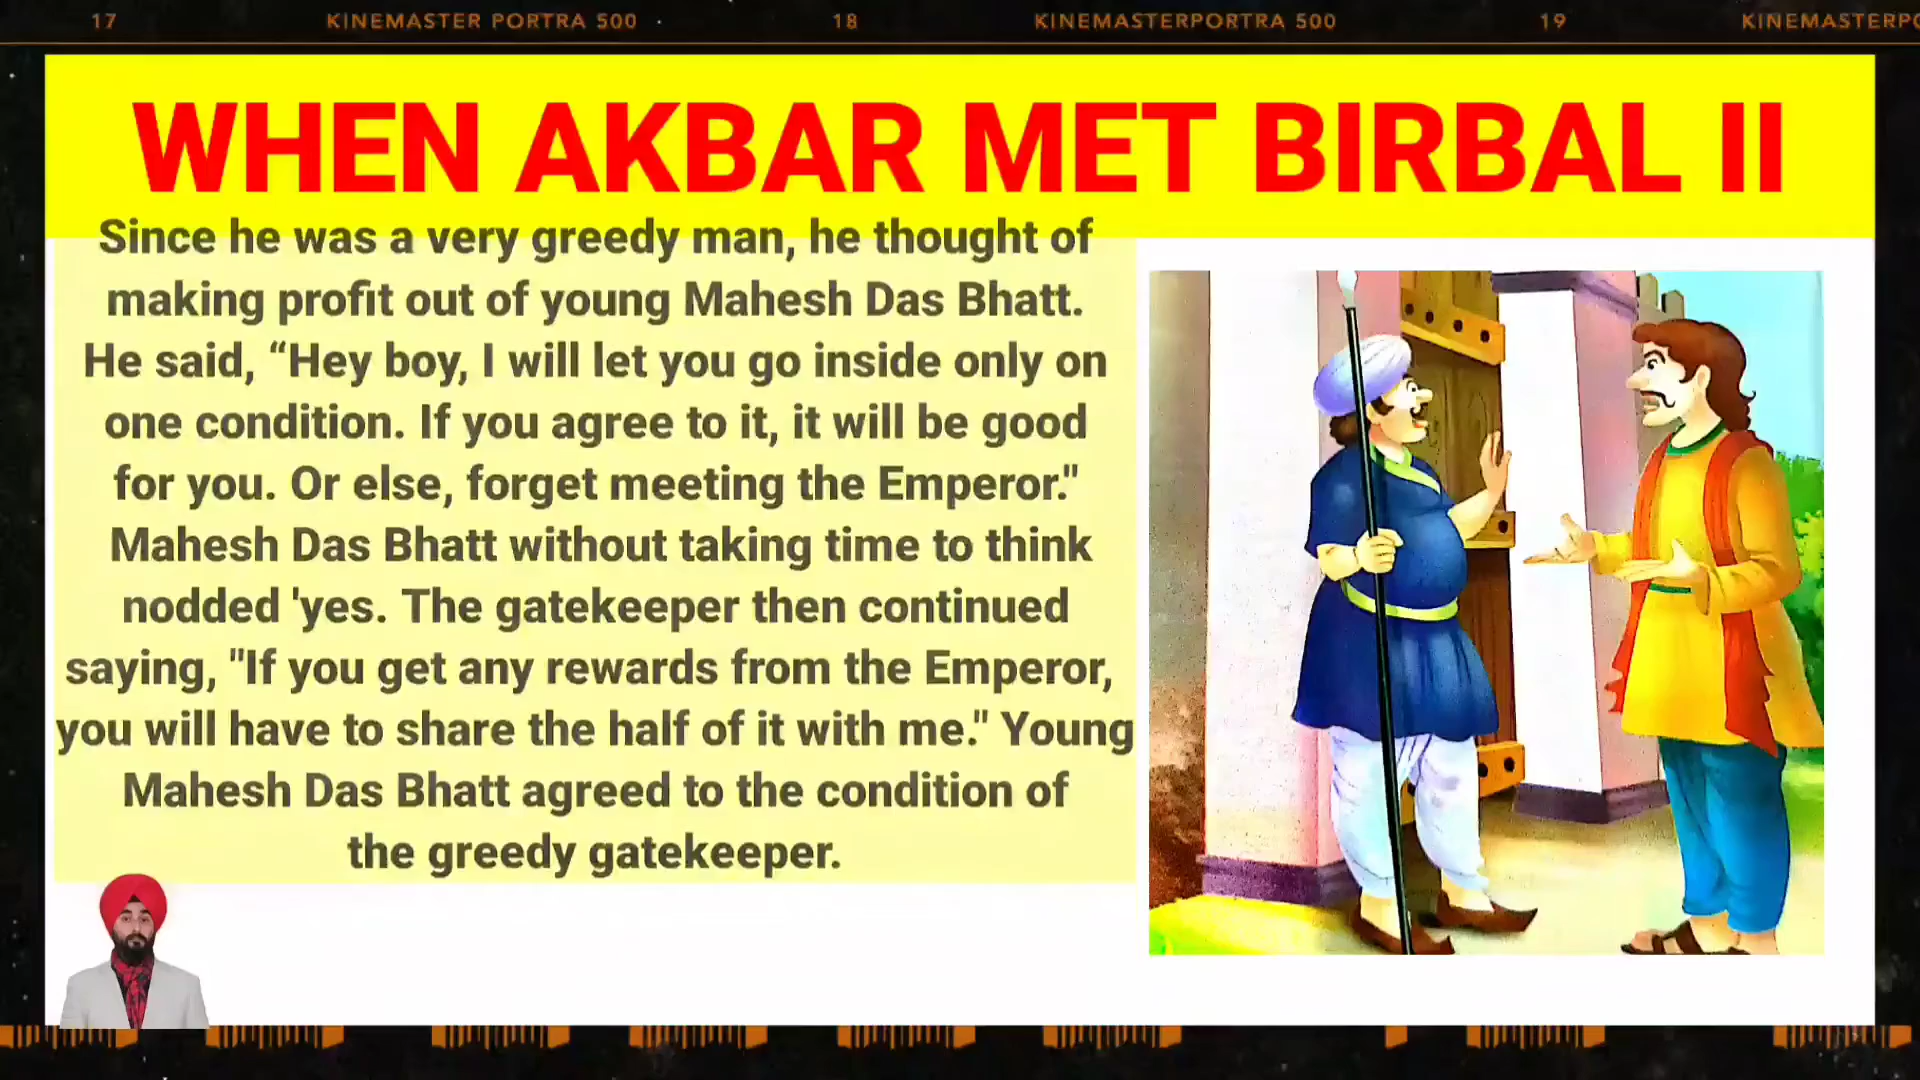 17 KINEMASTER PORTRA 500 18 KINEMASTERPORTRA 500 19 KINEMASTERPO
WHEN AKBAR MET BIRBAL II
Since he was a very greedy man, he thought of
making profit out of young Mahesh Das Bhatt.
He said, “Hey boy, I will let you go inside only on
one condition. If you agree to it, it will be good
for you. Or else, forget meeting the Emperor."
Mahesh Das Bhatt without taking time to think
nodded 'yes. The gatekeeper then continued
saying, "If you get any rewards from the Emperor,
you will have to share the half of it with me." Young
Mahesh Das Bhatt agreed to the condition of
the greedy gatekeeper.